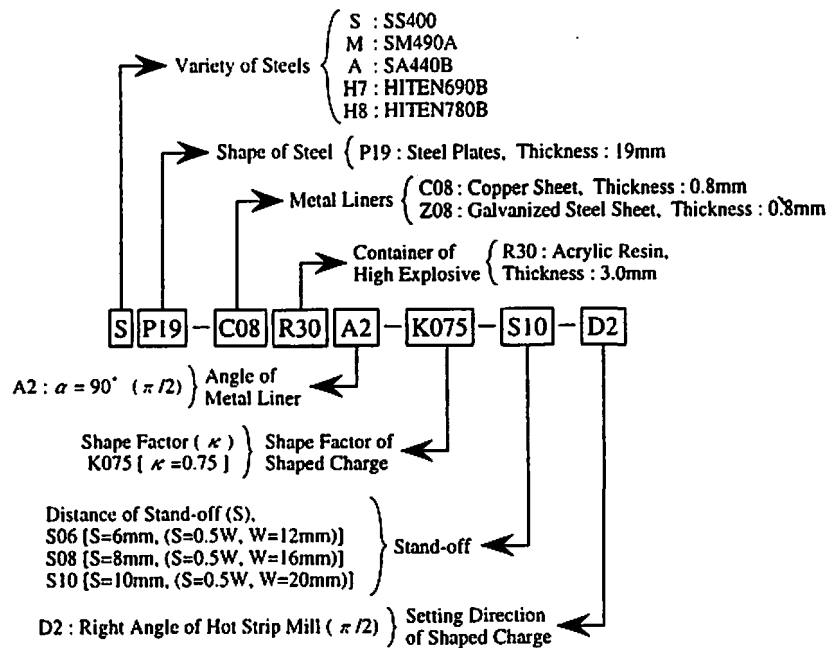 S : SS400
M : SM490A
Variety of Steels A : SA440B
H7 : HITEN690B
H8 : HITEN780B
Shape of Steel P19 : Steel Plates, Thickness : 19mm
Metal Liners C08 : Copper Sheet, Thickness : 0.8mm
Z08 : Galvanized Steel Sheet, Thickness : 0.8mm
Container of R30 : Acrylic Resin,
High Explosive Thickness : 3.0mm
S P19 - C08 R30 A2 - K075 - S10 - D2
A2 : α = 90° (π/2) Angle of
Metal Liner
Shape Factor ( κ ) Shape Factor of
K075 [ κ =0.75 ] Shaped Charge
Distance of Stand-off (S),
S06 [S=6mm, (S=0.5W, W=12mm)]
S08 [S=8mm, (S=0.5W, W=16mm)] Stand-off
S10 [S=10mm, (S=0.5W, W=20mm)]
D2 : Right Angle of Hot Strip Mill ( π/2) Setting Direction
of Shaped Charge